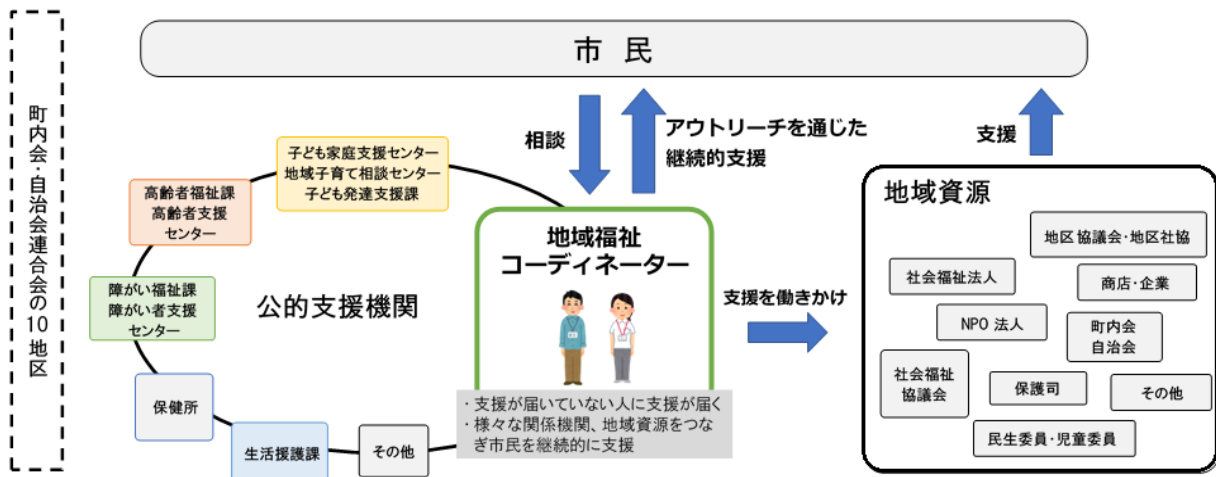 市 民
町内会・自治会連合会の10地区
相談
アウトリーチを通じた
継続的支援
支援
子ども家庭支援センター
地域子育て相談センター
子ども発達支援課
高齢者福祉課
高齢者支援
センター
障がい福祉課
障がい者支援
センター
公的支援機関
保健所
生活援護課
その他
地域福祉
コーディネーター
・支援が届いていない人に支援が届く
・様々な関係機関、地域資源をつな
ぎ市民を継続的に支援
支援を働きかけ
地域資源
地区協議会・地区社協
社会福祉法人
商店・企業
NPO 法人
町内会
自治会
社会福祉
協議会
保護司
その他
民生委員・児童委員